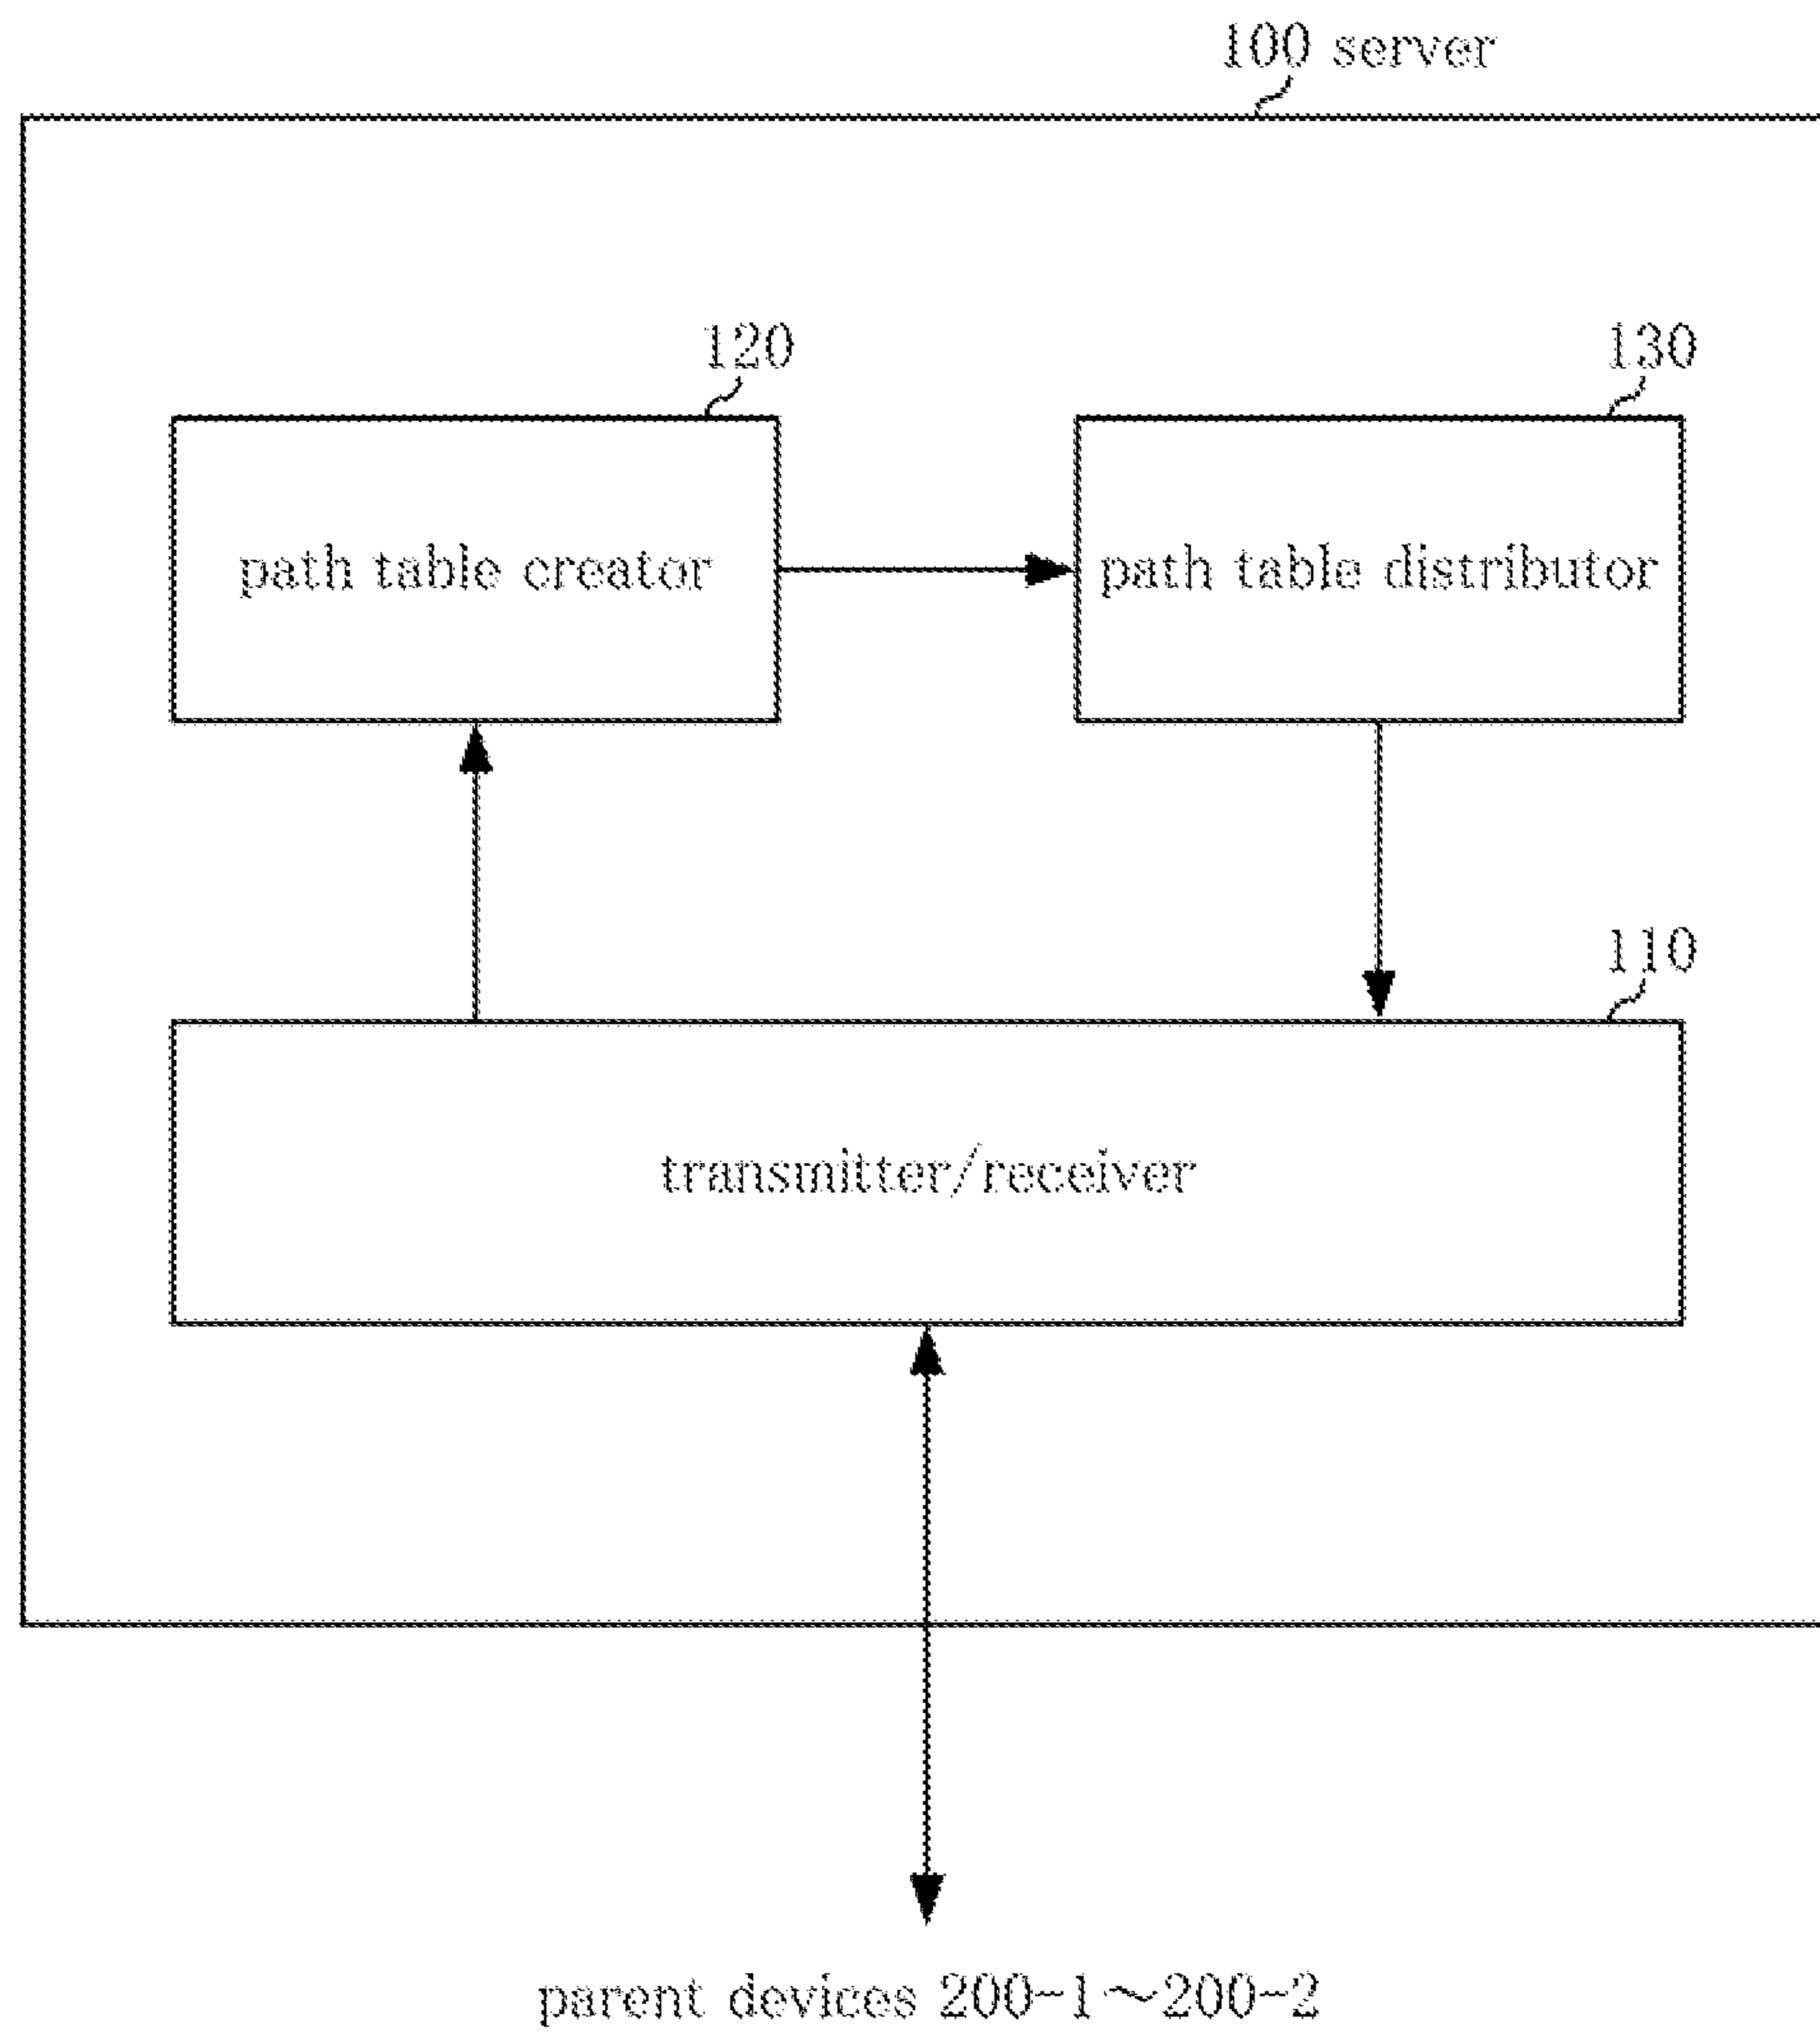 100 server
120
130
path table creator
path table distributor
110
transmitter/receiver
parent devices 200-1～200-2